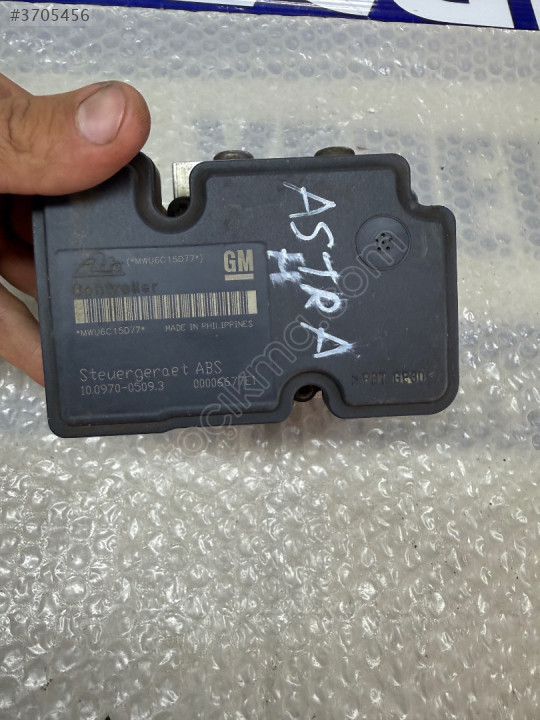 #3705456
(*MWU6C15D77*)
GM
Controller
*MWU6C15D77*
MADE IN PHILIPPINES
Steuergeraet ABS
10.0970-0509.3
ASTRA
H